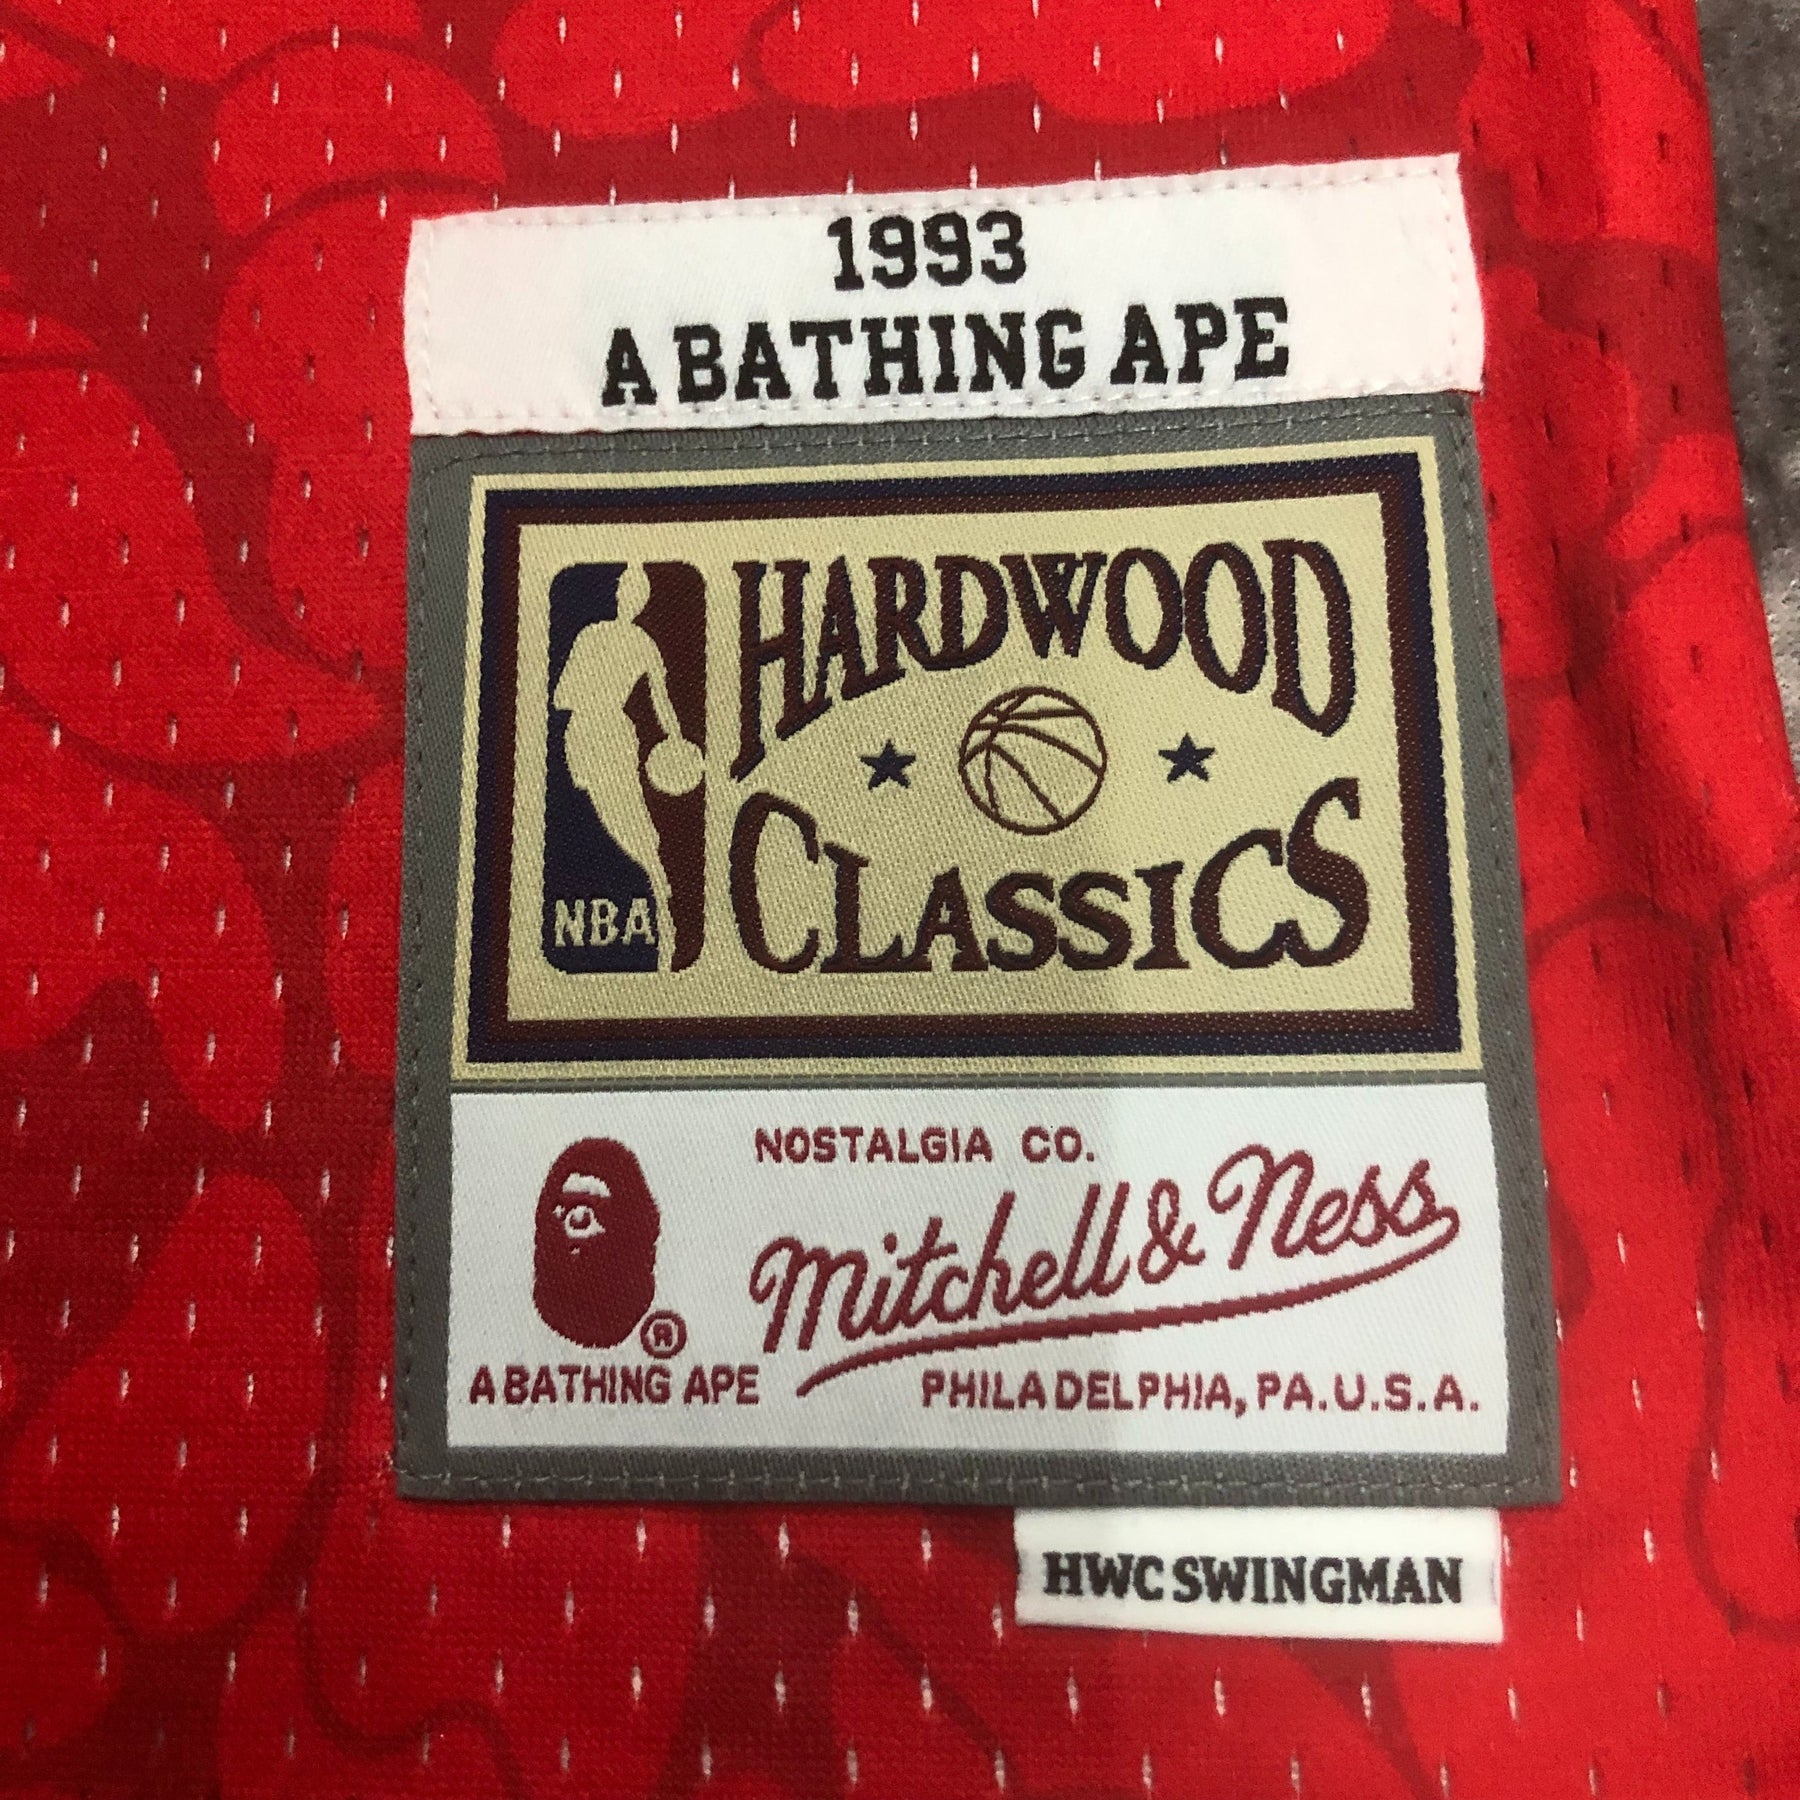 1993
A BATHING APE
HARDWOOD
CLASSICS
NBA
NOSTALGIA CO.
Mitchell & Ness
®
A BATHING APE
PHILADELPHIA, PA. U.S.A.
HWC SWINGMAN